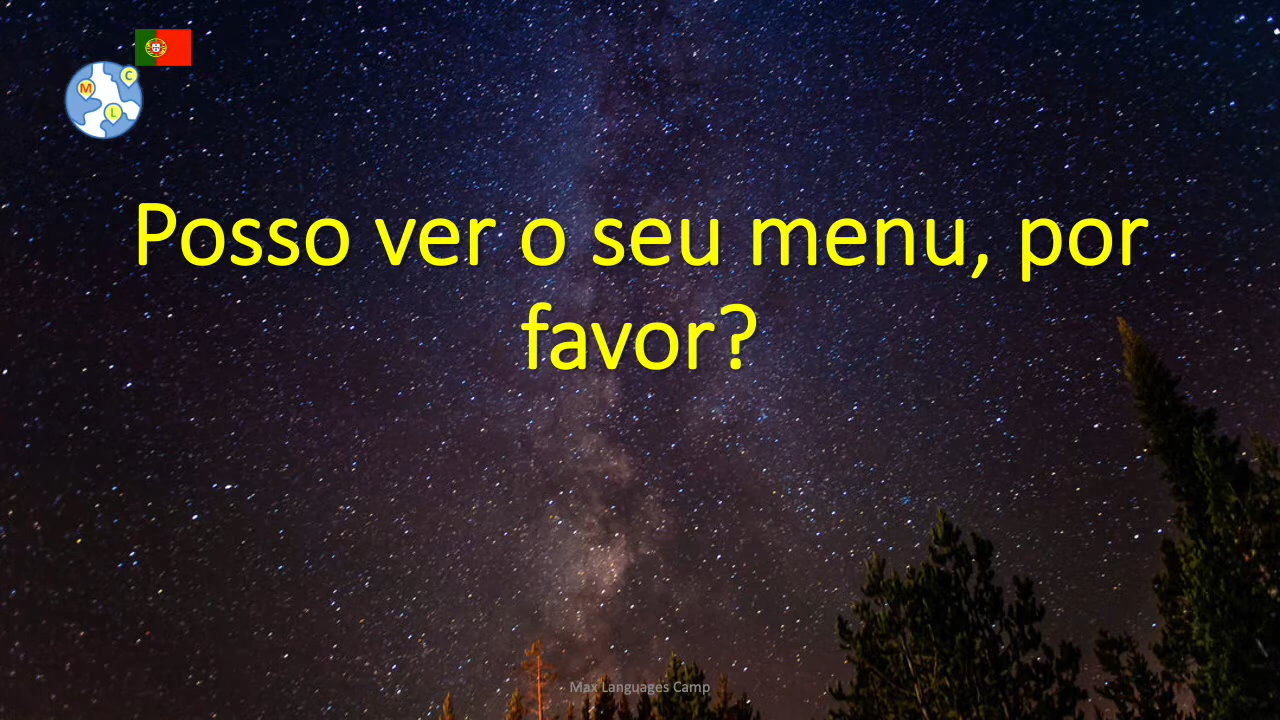 M
C
L
Posso ver o seu menu, por
favor?
Max Languages Camp